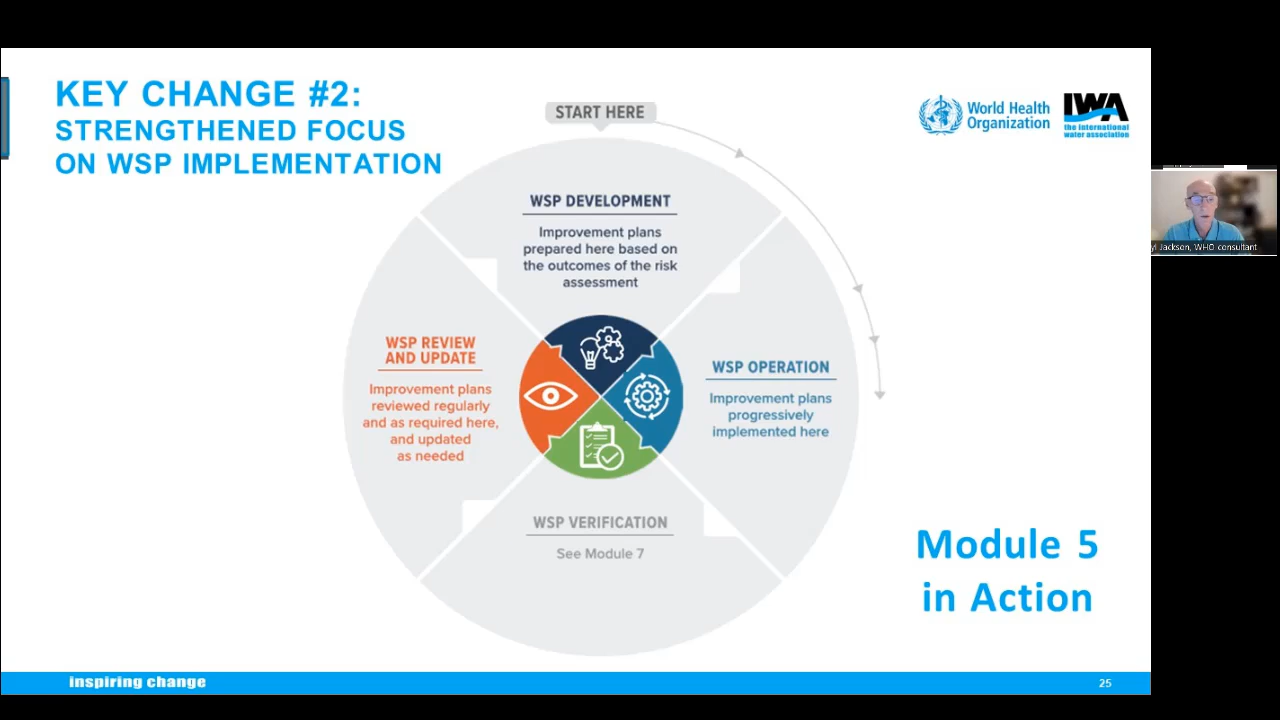 KEY CHANGE #2:
STRENGTHENED FOCUS
ON WSP IMPLEMENTATION
START HERE
World Health
Organization
IWA
the international
water association
WSP DEVELOPMENT
Improvement plans
prepared here based on
the outcomes of the risk
assessment
WSP REVIEW
AND UPDATE
Improvement plans
reviewed regularly
and as required here,
and updated
as needed
WSP OPERATION
Improvement plans
progressively
implemented here
WSP VERIFICATION
See Module 7
Module 5
in Action
inspiring change
25
yl Jackson, WHO consultant